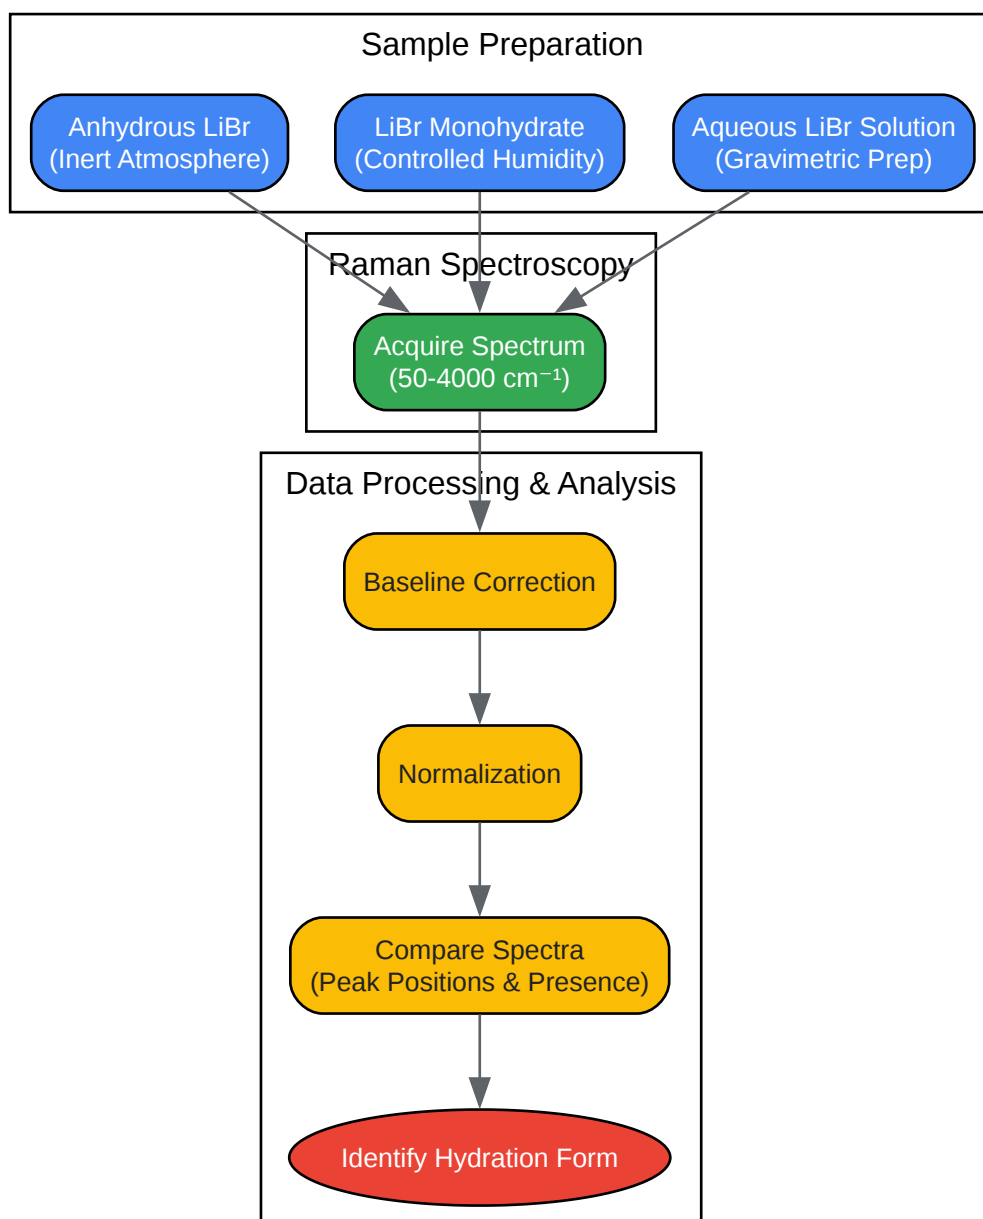 Sample Preparation
Anhydrous LiBr
(Inert Atmosphere)
LiBr Monohydrate
(Controlled Humidity)
Aqueous LiBr Solution
(Gravimetric Prep)
Raman Spectroscopy
Acquire Spectrum
(50-4000 cm⁻¹)
Data Processing & Analysis
Baseline Correction
Normalization
Compare Spectra
(Peak Positions & Presence)
Identify Hydration Form